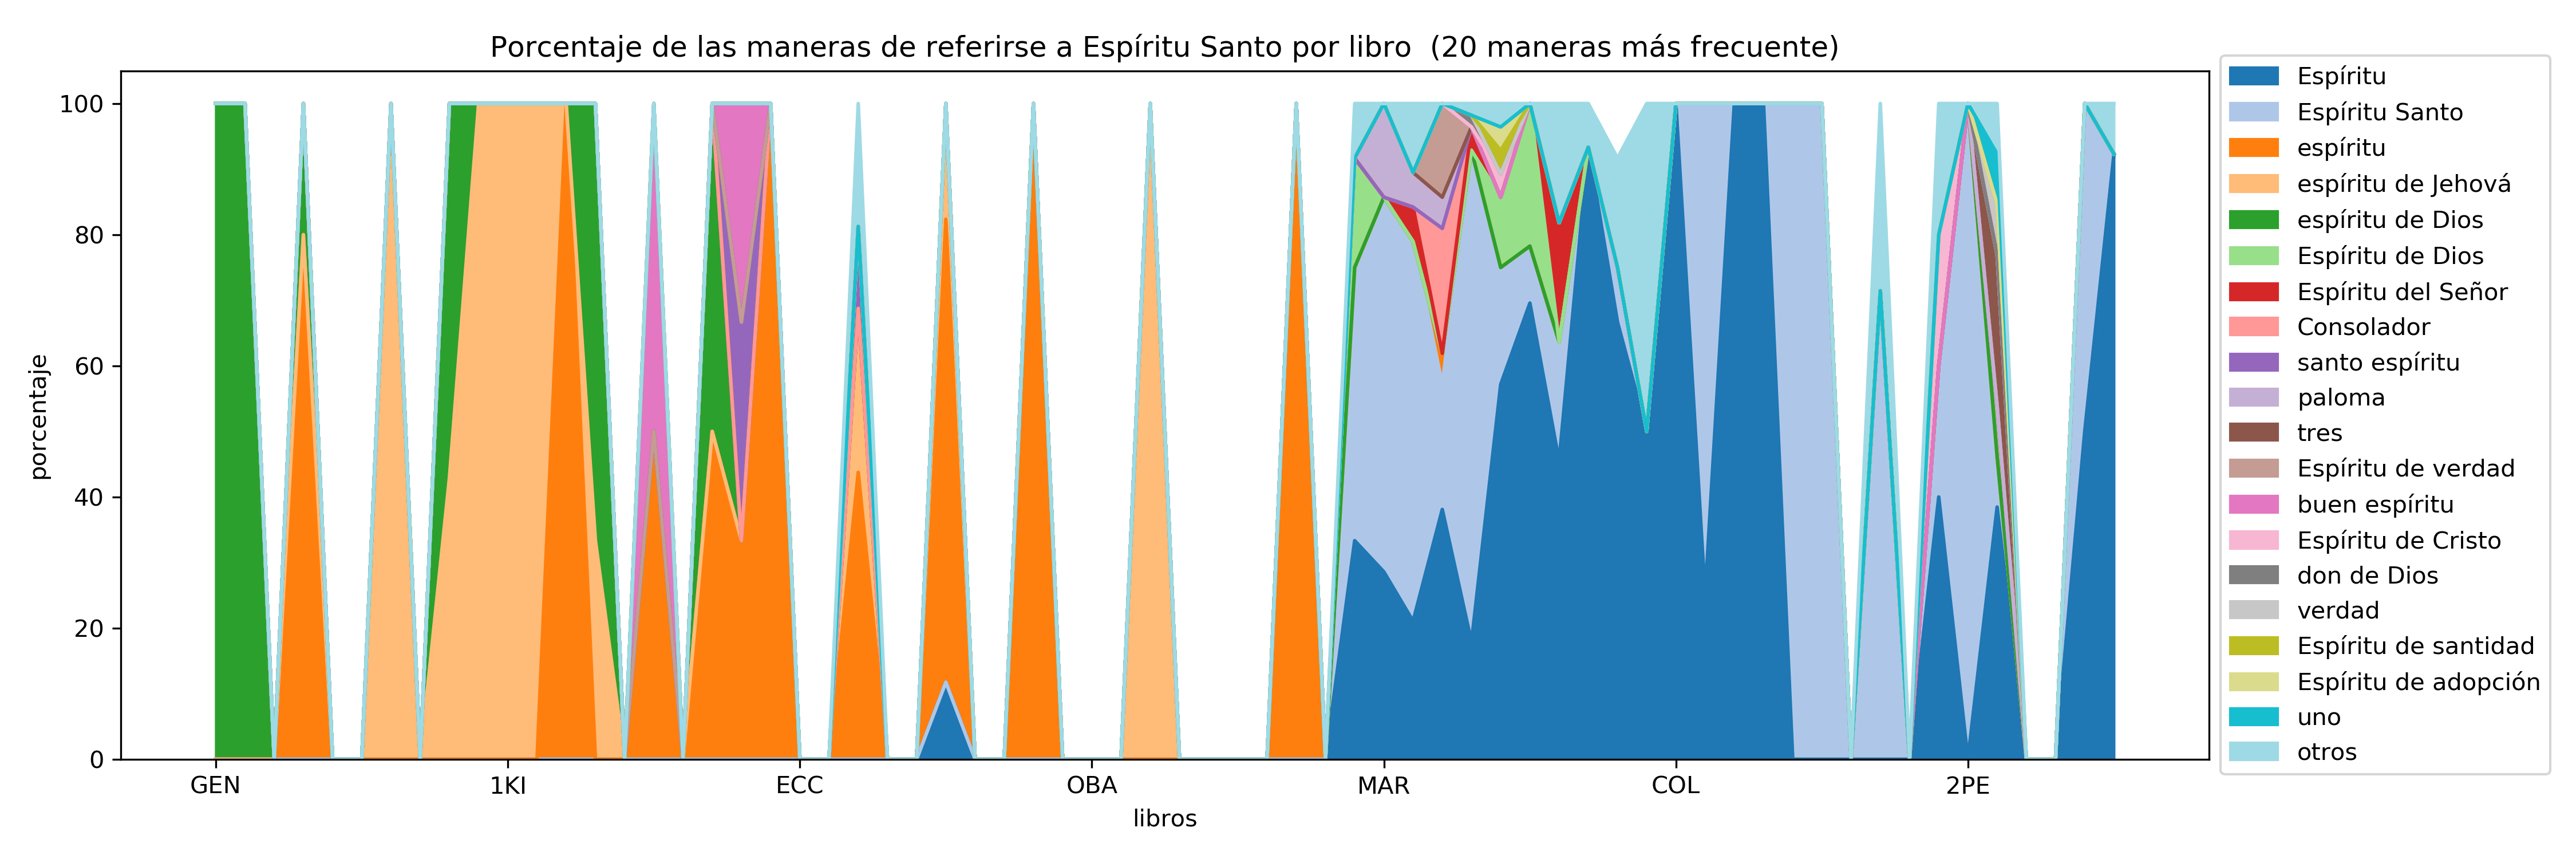 Porcentaje de las maneras de referirse a Espíritu Santo por libro  (20 maneras más frecuente)
porcentaje
100
80
60
40
20
0
GEN
1KI
ECC
OBA
MAR
COL
2PE
libros
Espíritu
Espíritu Santo
espíritu
espíritu de Jehová
espíritu de Dios
Espíritu de Dios
Espíritu del Señor
Consolador
santo espíritu
paloma
tres
Espíritu de verdad
buen espíritu
Espíritu de Cristo
don de Dios
verdad
Espíritu de santidad
Espíritu de adopción
uno
otros